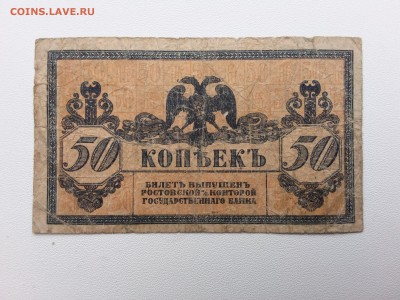 COINS.LAVE.RU
50 КОПѢЕКЪ 50
БИЛЕТЪ ВЫПУЩЕНЪ
РОСТОВСКОЙ КОНТОРОЙ
ГОСУДАРСТВЕННАГО БАНКА